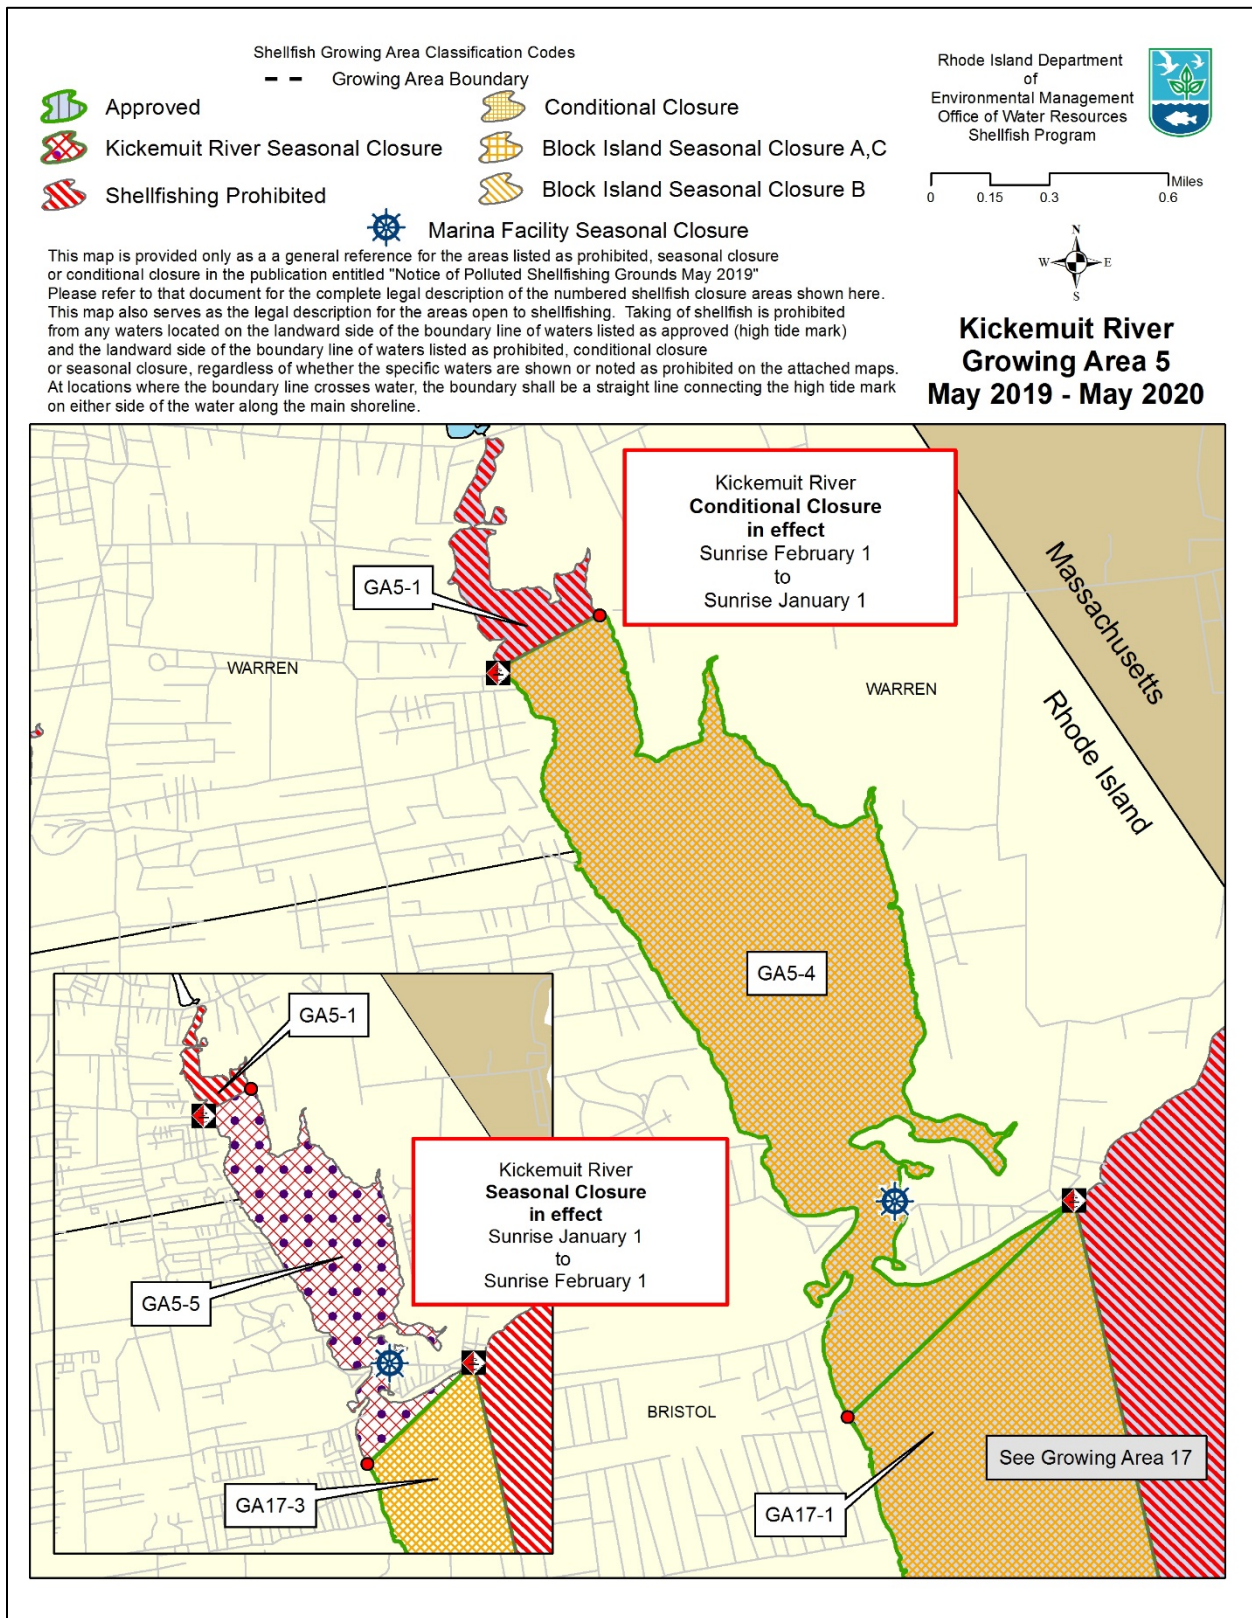 Shellfish Growing Area Classification Codes
Growing Area Boundary
Approved
Conditional Closure
Kickemuit River Seasonal Closure
Block Island Seasonal Closure A,C
Shellfishing Prohibited
Block Island Seasonal Closure B
Marina Facility Seasonal Closure
Rhode Island Department
of
Environmental Management
Office of Water Resources
Shellfish Program
Miles
0 0.15 0.3 0.6
N
W E
S
This map is provided only as a a general reference for the areas listed as prohibited, seasonal closure
or conditional closure in the publication entitled "Notice of Polluted Shellfishing Grounds May 2019"
Please refer to that document for the complete legal description of the numbered shellfish closure areas shown here.
This map also serves as the legal description for the areas open to shellfishing. Taking of shellfish is prohibited
from any waters located on the landward side of the boundary line of waters listed as approved (high tide mark)
and the landward side of the boundary line of waters listed as prohibited, conditional closure
or seasonal closure, regardless of whether the specific waters are shown or noted as prohibited on the attached maps.
At locations where the boundary line crosses water, the boundary shall be a straight line connecting the high tide mark
on either side of the water along the main shoreline.
Kickemuit River
Growing Area 5
May 2019 - May 2020
Kickemuit River
Conditional Closure
in effect
Sunrise February 1
to
Sunrise January 1
Massachusetts
Rhode Island
GA5-1
WARREN
WARREN
GA5-4
GA5-1
Kickemuit River
Seasonal Closure
in effect
Sunrise January 1
to
Sunrise February 1
GA5-5
GA17-3
BRISTOL
See Growing Area 17
GA17-1